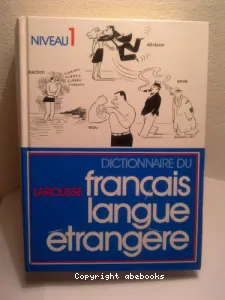 NIVEAU 1
DICTIONNAIRE DU
LAROUSSE
français
langue
étrangère
Copyright abebooks